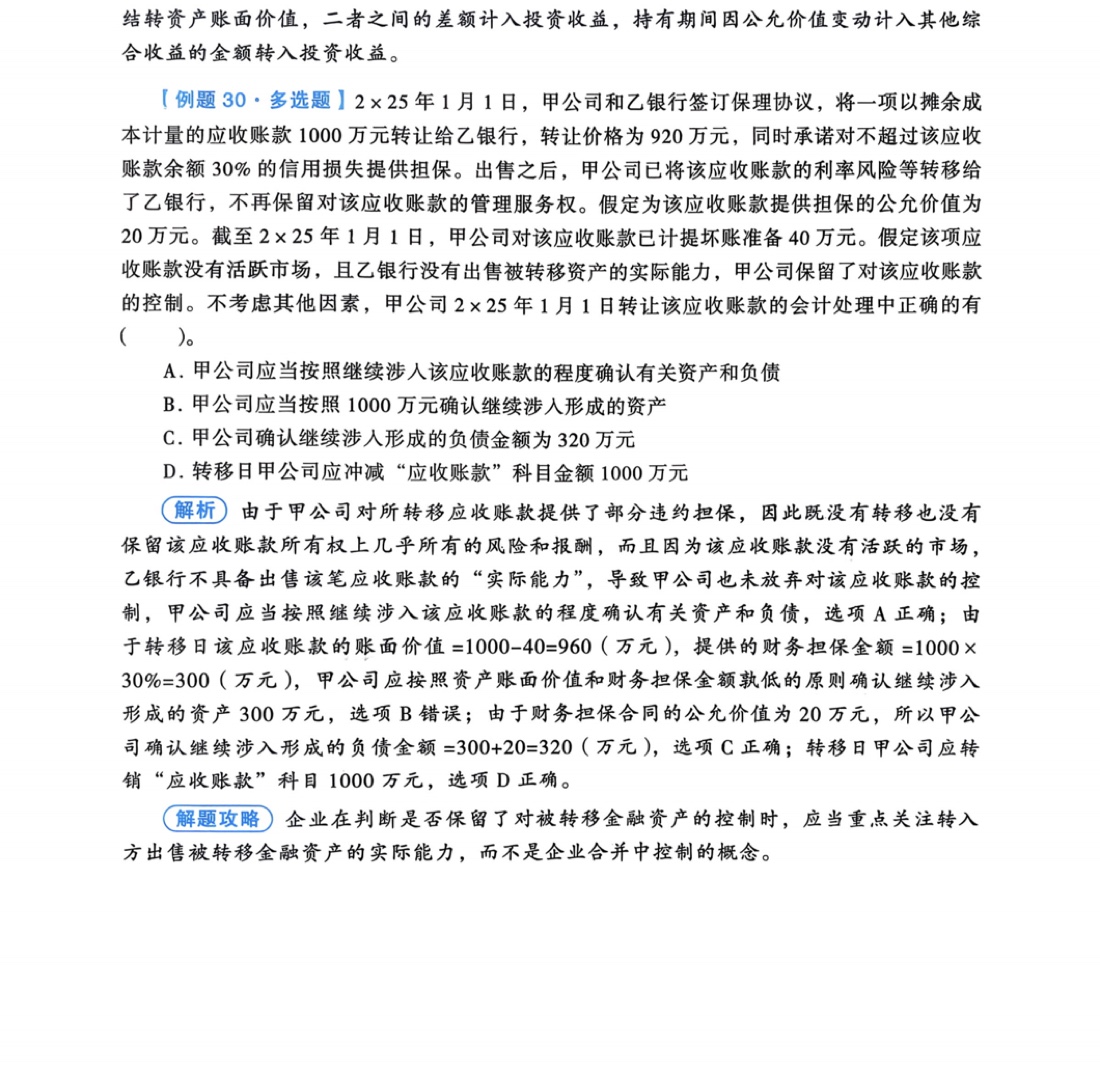 结转资产账面价值，二者之间的差额计入投资收益，持有期间因公允价值变动计入其他综
合收益的金额转入投资收益。
【例题 30·多选题】2×25 年 1 月 1 日，甲公司和乙银行签订保理协议，将一项以摊余成
本计量的应收账款 1000 万元转让给乙银行，转让价格为 920 万元，同时承诺对不超过该应收
账款余额 30% 的信用损失提供担保。出售之后，甲公司已将该应收账款的利率风险等转移给
了乙银行，不再保留对该应收账款的管理服务权。假定为该应收账款提供担保的公允价值为
20 万元。截至 2×25 年 1 月 1 日，甲公司对该应收账款已计提坏账准备 40 万元。假定该项应
收账款没有活跃市场，且乙银行没有出售被转移资产的实际能力，甲公司保留了对该应收账款
的控制。不考虑其他因素，甲公司 2×25 年 1 月 1 日转让该应收账款的会计处理中正确的有
(　　)。
A. 甲公司应当按照继续涉入该应收账款的程度确认有关资产和负债
B. 甲公司应当按照 1000 万元确认继续涉入形成的资产
C. 甲公司确认继续涉入形成的负债金额为 320 万元
D. 转移日甲公司应冲减“应收账款”科目金额 1000 万元
解析 由于甲公司对所转移应收账款提供了部分违约担保，因此既没有转移也没有
保留该应收账款所有权上几乎所有的风险和报酬，而且因为该应收账款没有活跃的市场，
乙银行不具备出售该笔应收账款的“实际能力”，导致甲公司也未放弃对该应收账款的控
制，甲公司应当按照继续涉入该应收账款的程度确认有关资产和负债，选项 A 正确；由
于转移日该应收账款的账面价值 =1000-40=960（万元），提供的财务担保金额 =1000×
30%=300（万元），甲公司应按照资产账面价值和财务担保金额孰低的原则确认继续涉入
形成的资产 300 万元，选项 B 错误；由于财务担保合同的公允价值为 20 万元，所以甲公
司确认继续涉入形成的负债金额 =300+20=320（万元），选项 C 正确；转移日甲公司应转
销“应收账款”科目 1000 万元，选项 D 正确。
解题攻略 企业在判断是否保留了对被转移金融资产的控制时，应当重点关注转入
方出售被转移金融资产的实际能力，而不是企业合并中控制的概念。